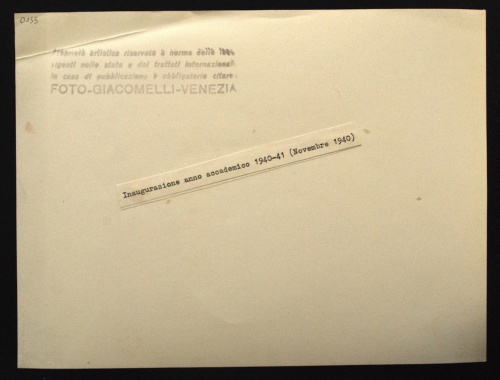 0135
Proprietà artistica riservata a norma delle leggi
vigenti nello stato e dei trattati internazionali
in caso di pubblicazione è obbligatorio citare:
FOTO-GIACOMELLI-VENEZIA
Inaugurazione anno accademico 1940-41 (Novembre 1940)